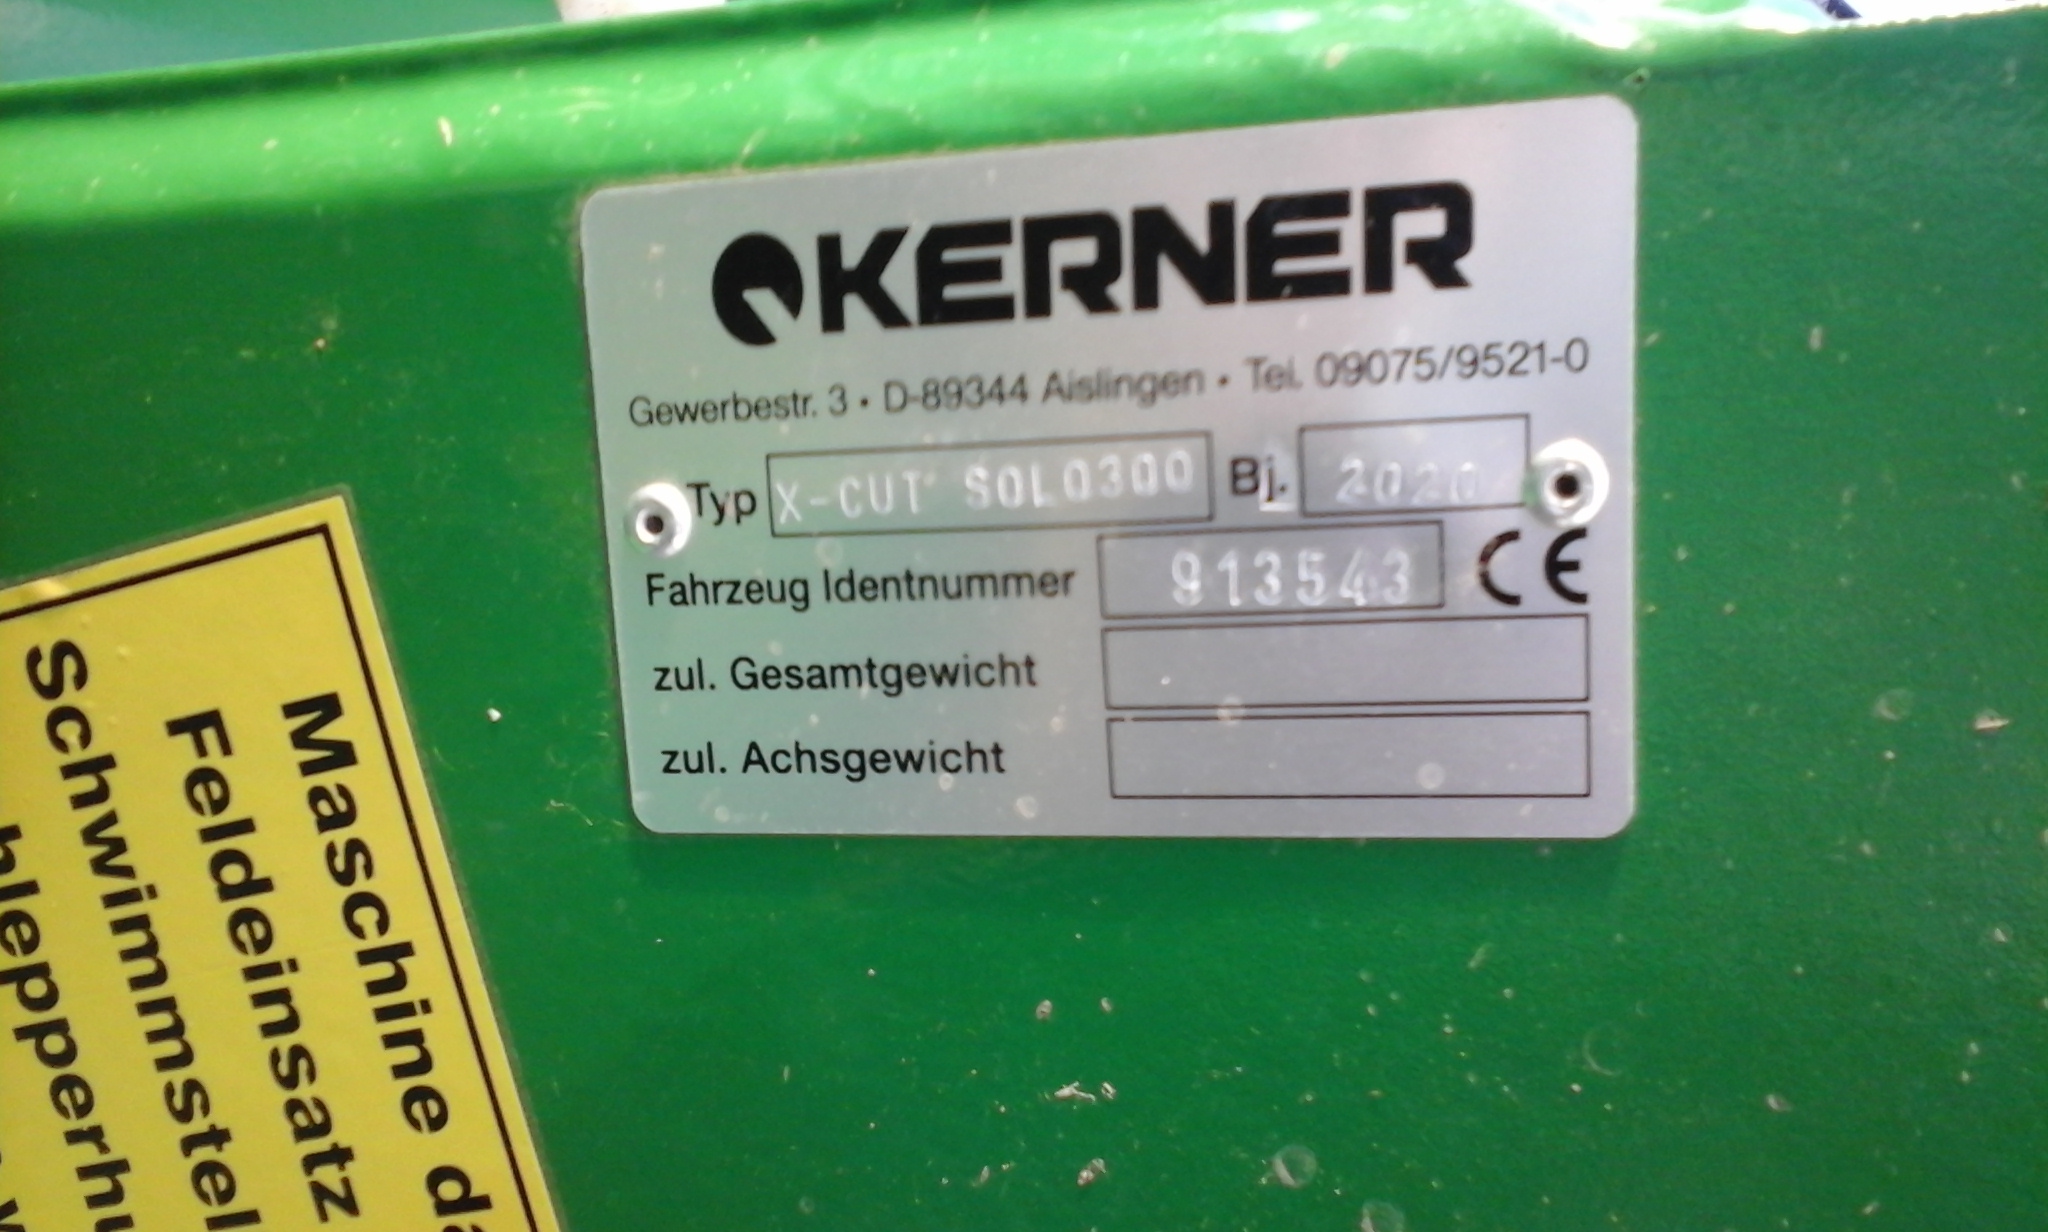 KERNER
Gewerbestr. 3 • D-89344 Aislingen • Tel. 09075/9521-0
Typ X-CUT SOLO300 Bj. 2020
Fahrzeug Identnummer 913543 CE
zul. Gesamtgewicht
zul. Achsgewicht
Maschine
Feldeinsatz